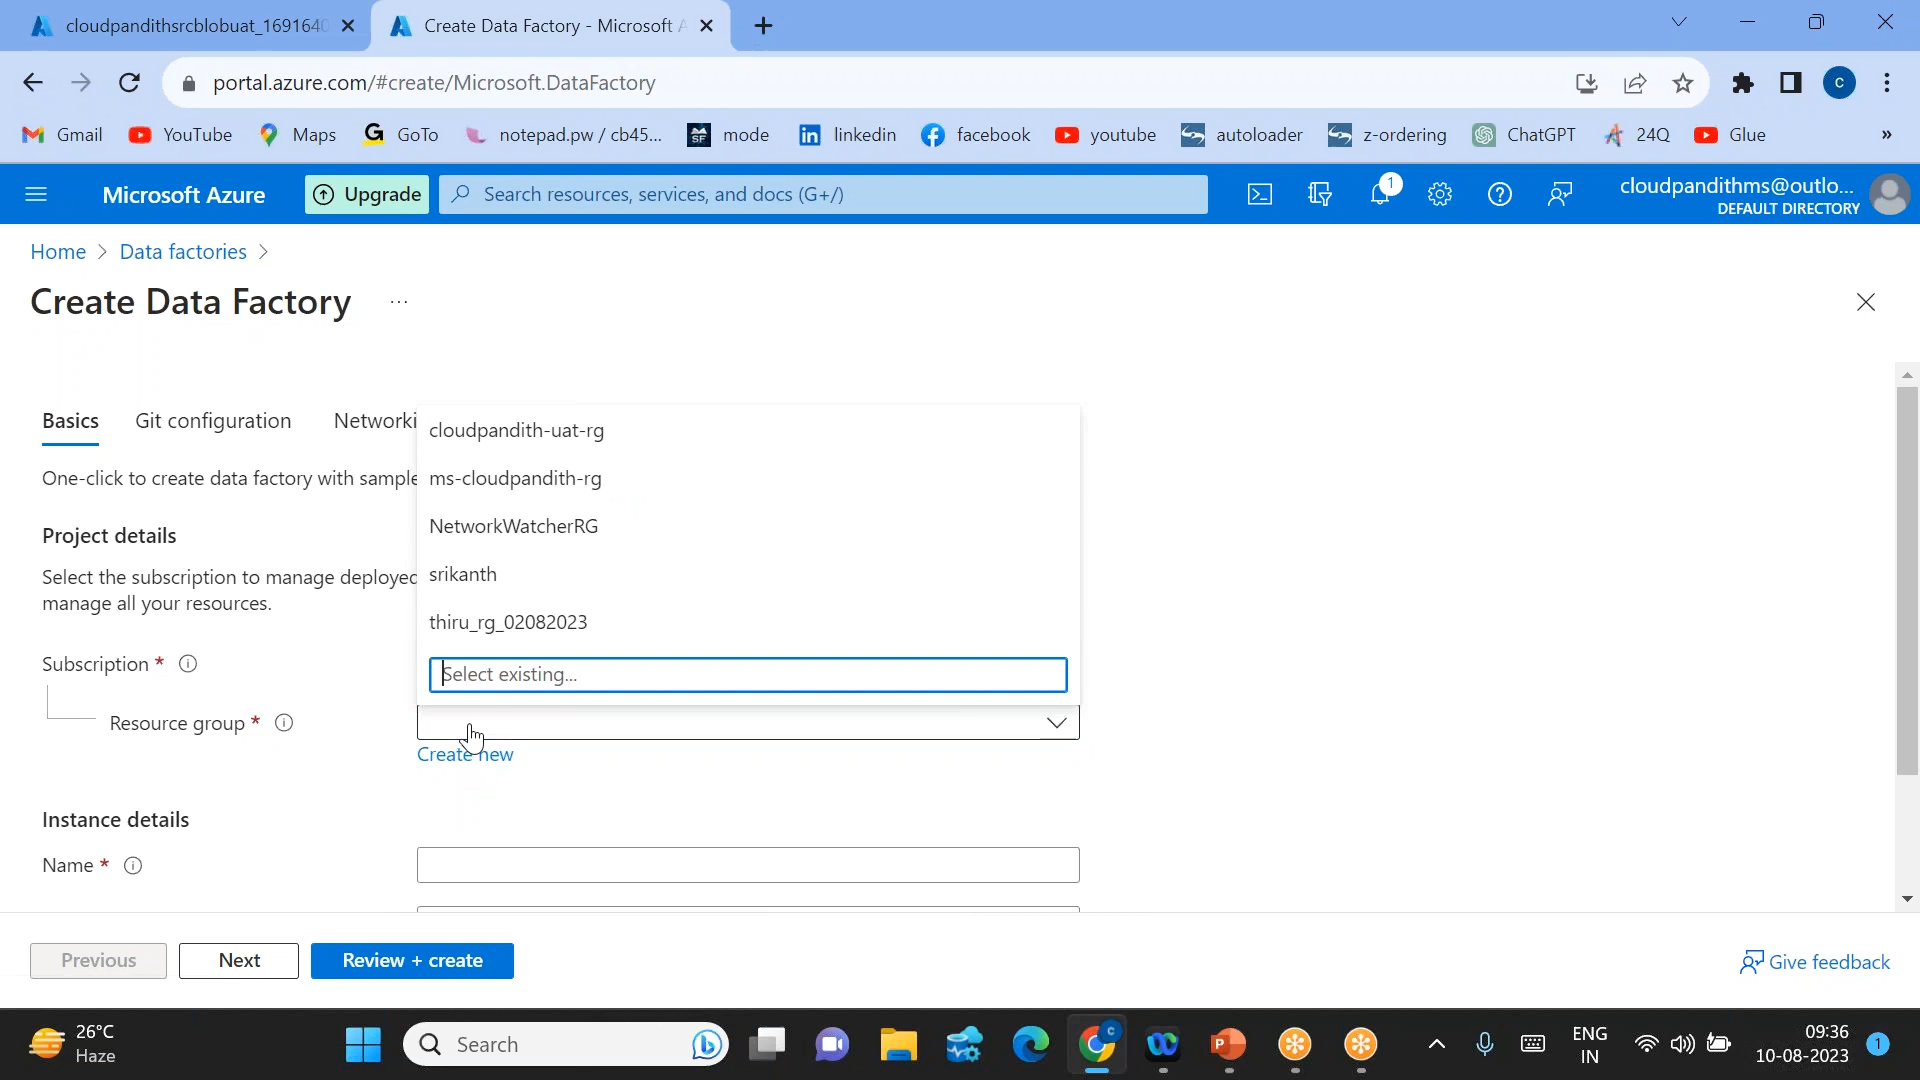 cloudpandithsrcblobuat_169164
Create Data Factory - Microsoft A
portal.azure.com/#create/Microsoft.DataFactory
C
Gmail YouTube Maps GoTo notepad.pw / cb45... mode linkedin facebook youtube autoloader z-ordering ChatGPT 24Q Glue »
Microsoft Azure
Upgrade
Search resources, services, and docs (G+/)
1
cloudpandithms@outlo...
DEFAULT DIRECTORY
Home > Data factories >
Create Data Factory ...
Basics Git configuration Networki
One-click to create data factory with sample
Project details
Select the subscription to manage deployed
manage all your resources.
cloudpandith-uat-rg
ms-cloudpandith-rg
NetworkWatcherRG
srikanth
thiru_rg_02082023
Select existing...
Subscription *
Resource group *
Create new
Instance details
Name *
Previous Next Review + create
Give feedback
26°C
Haze
Search
ENG
IN
09:36
10-08-2023
1